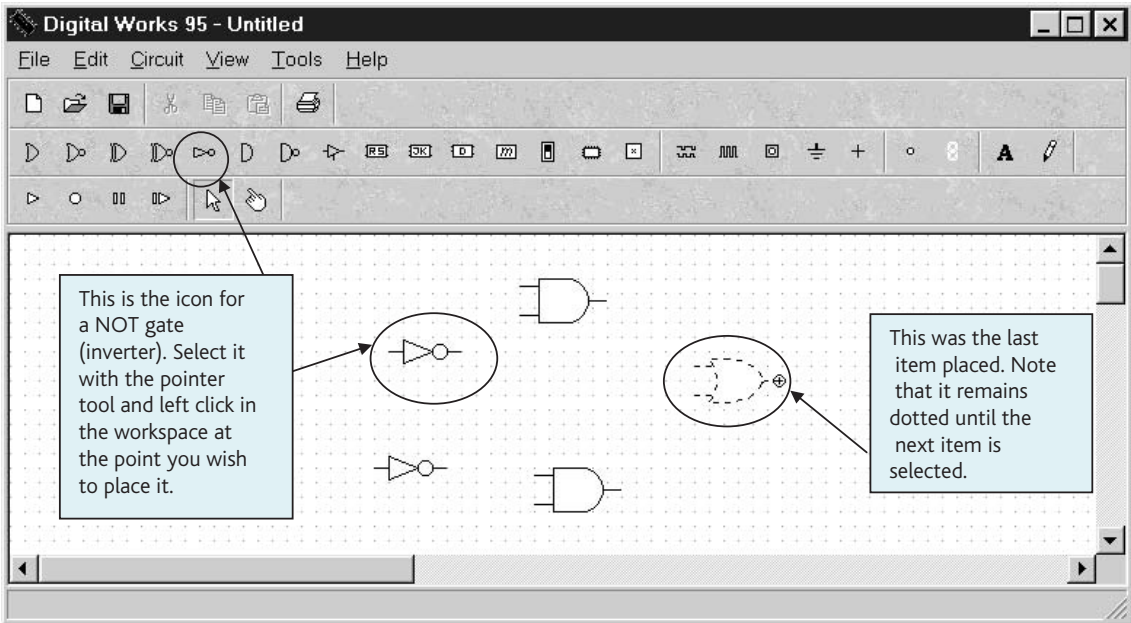 Digital Works 95 - Untitled
File Edit Circuit View Tools Help
RS JK D m
A
This is the icon for
a NOT gate
(inverter). Select it
with the pointer
tool and left click in
the workspace at
the point you wish
to place it.
This was the last
item placed. Note
that it remains
dotted until the
next item is
selected.